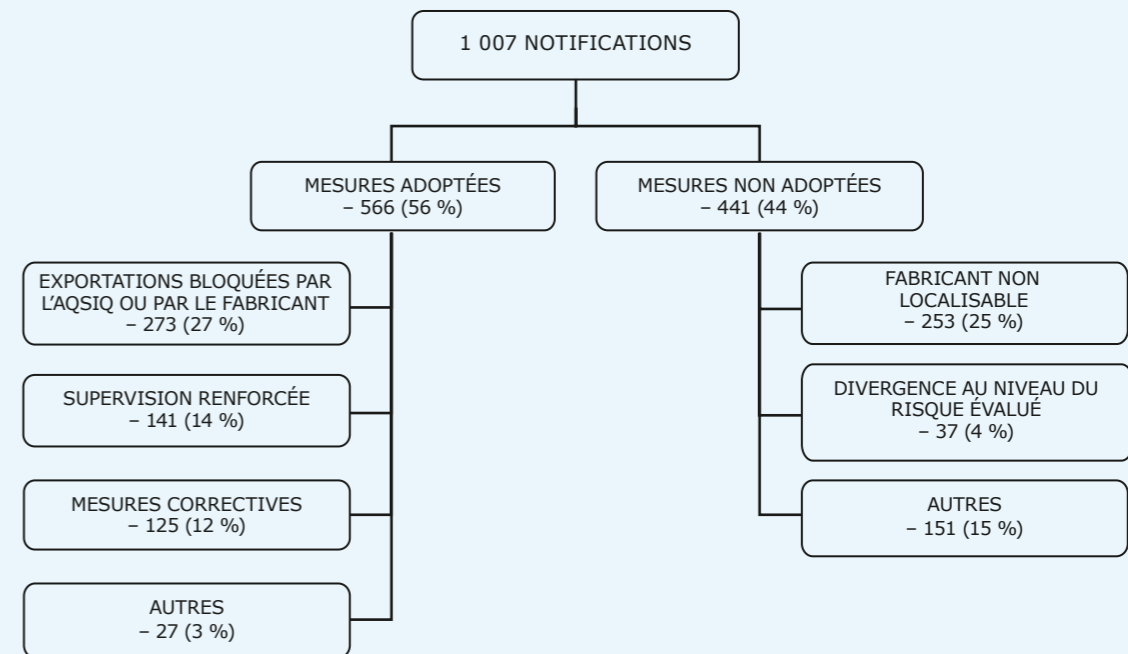 1 007 NOTIFICATIONS
MESURES ADOPTÉES
– 566 (56 %)
MESURES NON ADOPTÉES
– 441 (44 %)
EXPORTATIONS BLOQUÉES PAR
L’AQSIQ OU PAR LE FABRICANT
– 273 (27 %)
SUPERVISION RENFORCÉE
– 141 (14 %)
MESURES CORRECTIVES
– 125 (12 %)
AUTRES
– 27 (3 %)
FABRICANT NON
LOCALISABLE
– 253 (25 %)
DIVERGENCE AU NIVEAU DU
RISQUE ÉVALUÉ
– 37 (4 %)
AUTRES
– 151 (15 %)